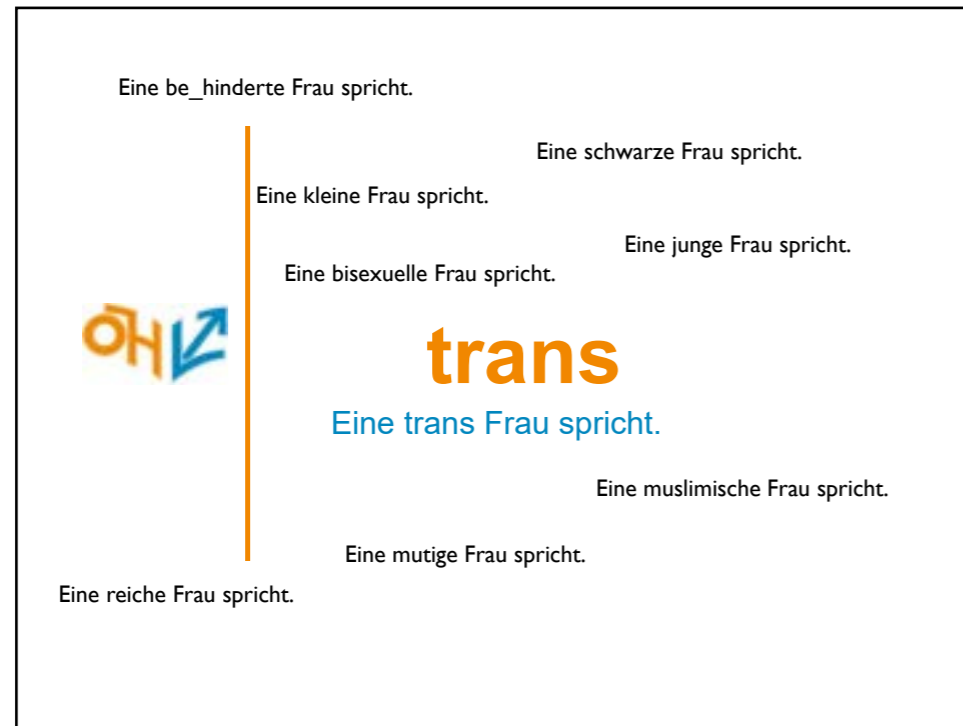 Eine be_hinderte Frau spricht.
Eine schwarze Frau spricht.
Eine kleine Frau spricht.
Eine junge Frau spricht.
Eine bisexuelle Frau spricht.
ÖH
trans
Eine trans Frau spricht.
Eine muslimische Frau spricht.
Eine mutige Frau spricht.
Eine reiche Frau spricht.